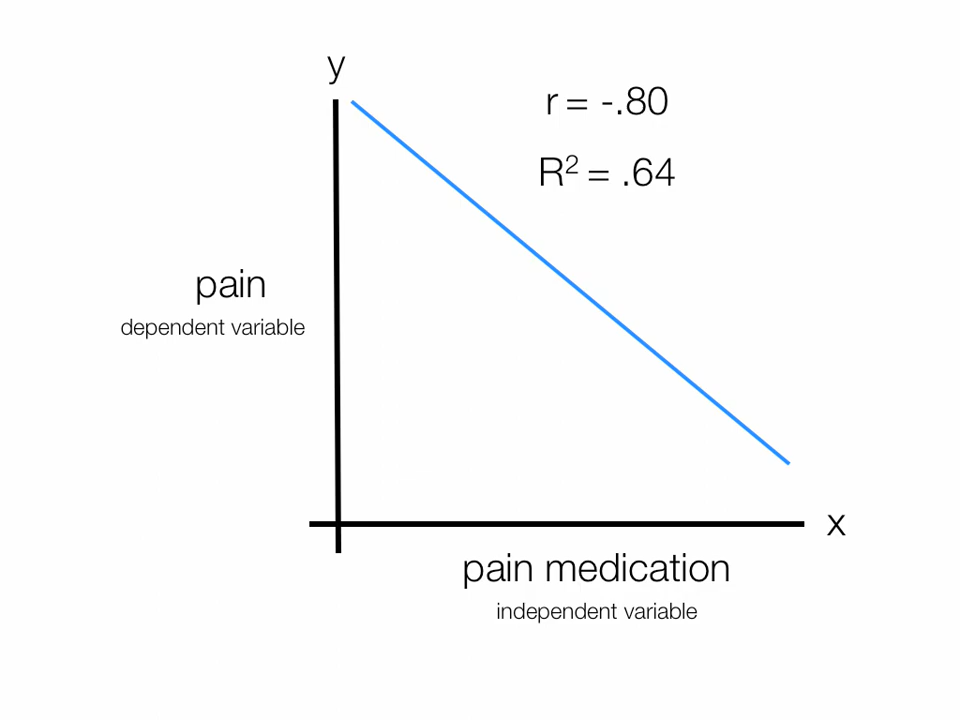 y
r = -.80
R² = .64
pain
dependent variable
x
pain medication
independent variable